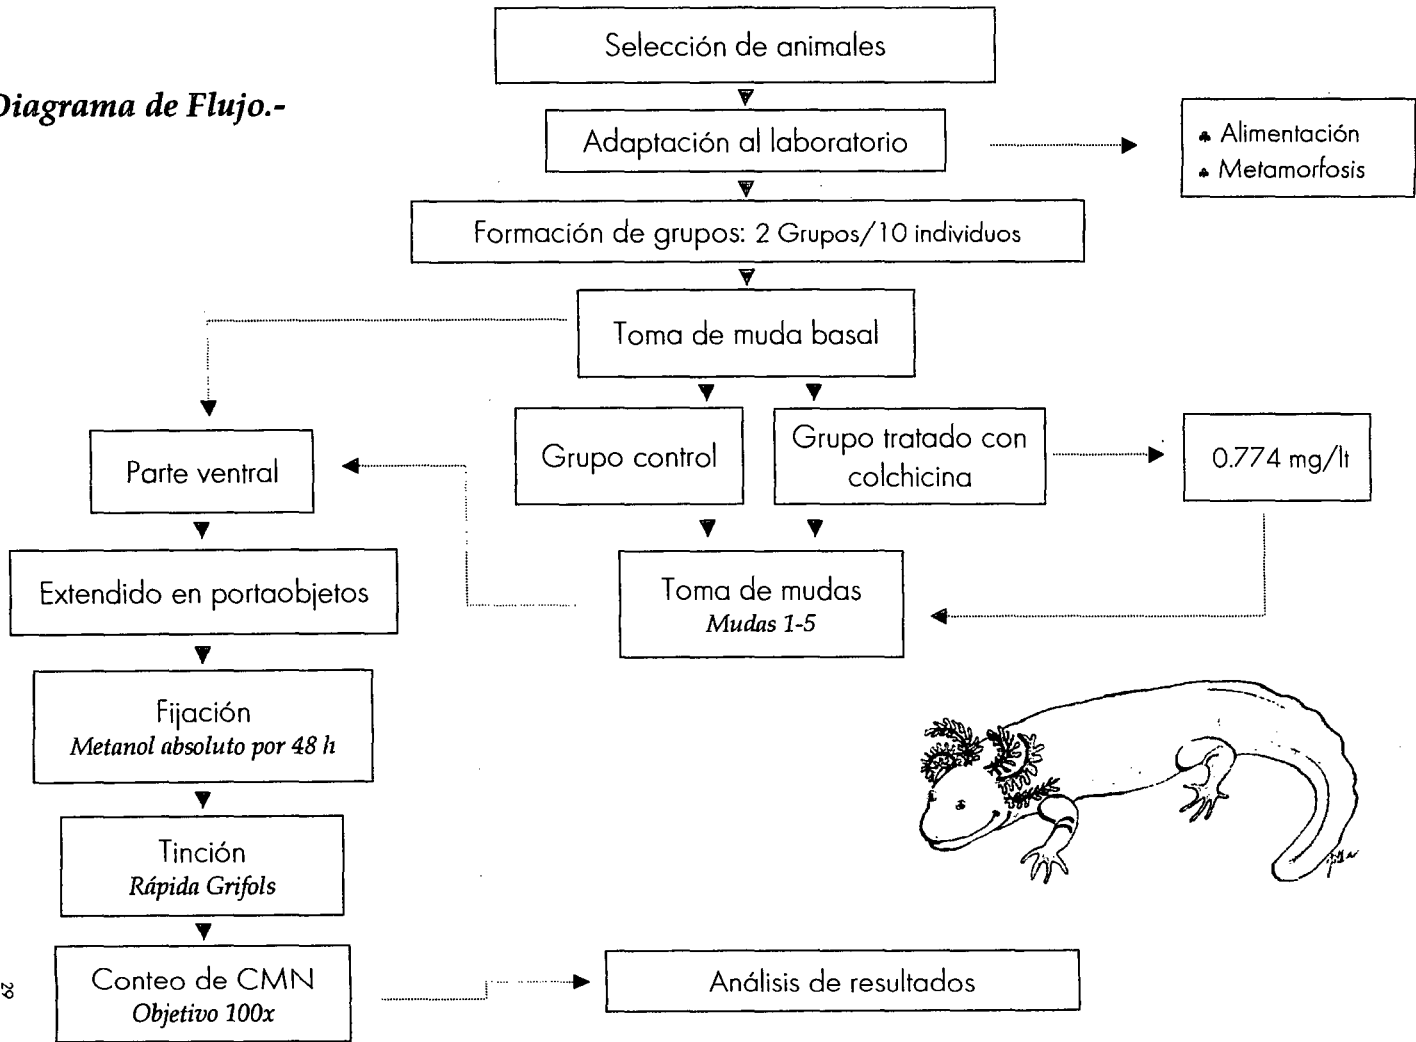 Diagrama de Flujo.-
Selección de animales
Adaptación al laboratorio
♣ Alimentación
♣ Metamorfosis
Formación de grupos: 2 Grupos/10 individuos
Toma de muda basal
Grupo control
Grupo tratado con
colchicina
0.774 mg/lt
Toma de mudas
Mudas 1-5
Parte ventral
Extendido en portaobjetos
Fijación
Metanol absoluto por 48 h
Tinción
Rápida Grifols
Conteo de CMN
Objetivo 100x
Análisis de resultados
29